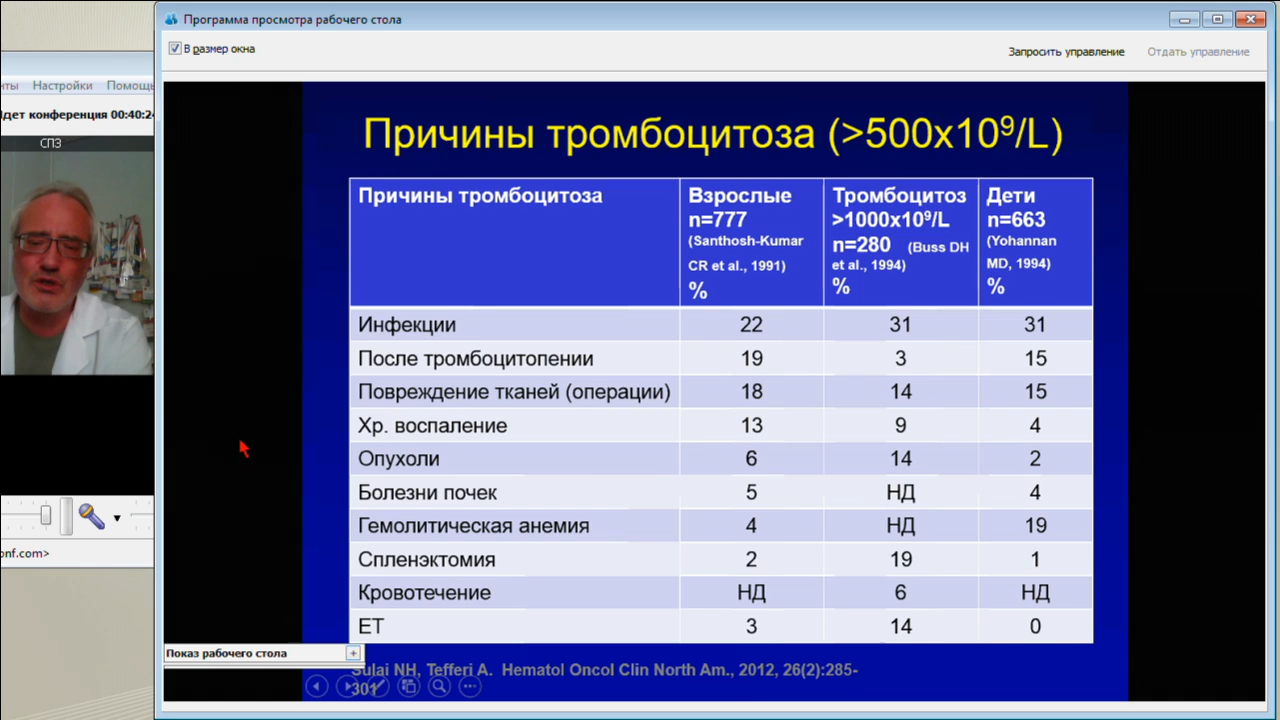 Программа просмотра рабочего стола
В размер окна
Запросить управление
Отдать управление
нты Настройки Помощь
дет конференция 00:40:24
СПЗ
Причины тромбоцитоза (>500x10⁹/L)
Причины тромбоцитоза
Взрослые
n=777
(Santhosh-Kumar
CR et al., 1991)
%
Тромбоцитоз
>1000x10⁹/L
n=280 (Buss DH
et al., 1994)
%
Дети
n=663
(Yohannan
MD, 1994)
%
Инфекции 22 31 31
После тромбоцитопении 19 3 15
Повреждение тканей (операции) 18 14 15
Хр. воспаление 13 9 4
Опухоли 6 14 2
Болезни почек 5 НД 4
Гемолитическая анемия 4 НД 19
Спленэктомия 2 19 1
Кровотечение НД 6 НД
ET 3 14 0
Sulai NH, Tefferi A. Hematol Oncol Clin North Am., 2012, 26(2):285-
301
Показ рабочего стола
onf.com>